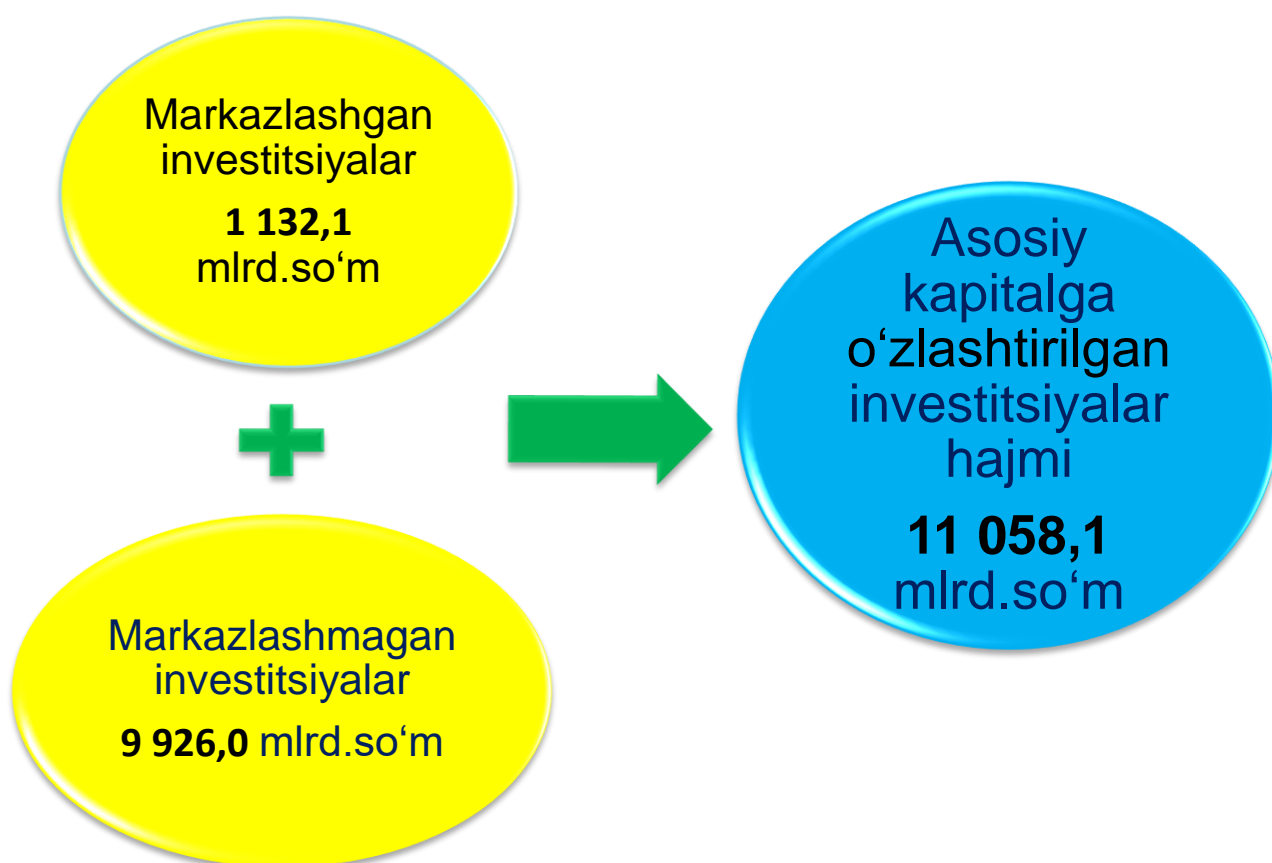 Markazlashgan
investitsiyalar
1 132,1
mlrd.so‘m
Markazlashmagan
investitsiyalar
9 926,0 mlrd.so‘m
Asosiy
kapitalga
o‘zlashtirilgan
investitsiyalar
hajmi
11 058,1
mlrd.so‘m